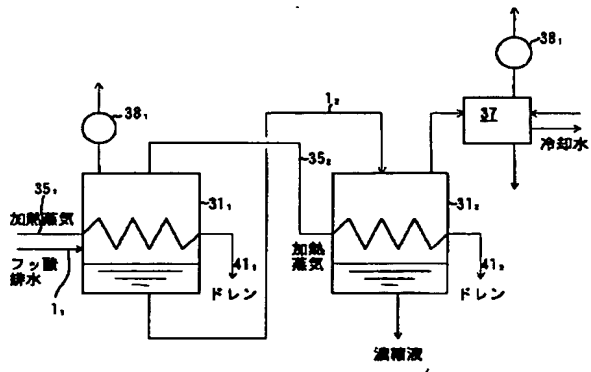 38₁
1₂
38₁
37
冷却水
35₁
加熱蒸気
31₁
35₂
31₂
フッ酸
排水
1₁
41₁
ドレン
加熱
蒸気
41₂
ドレン
濃縮液